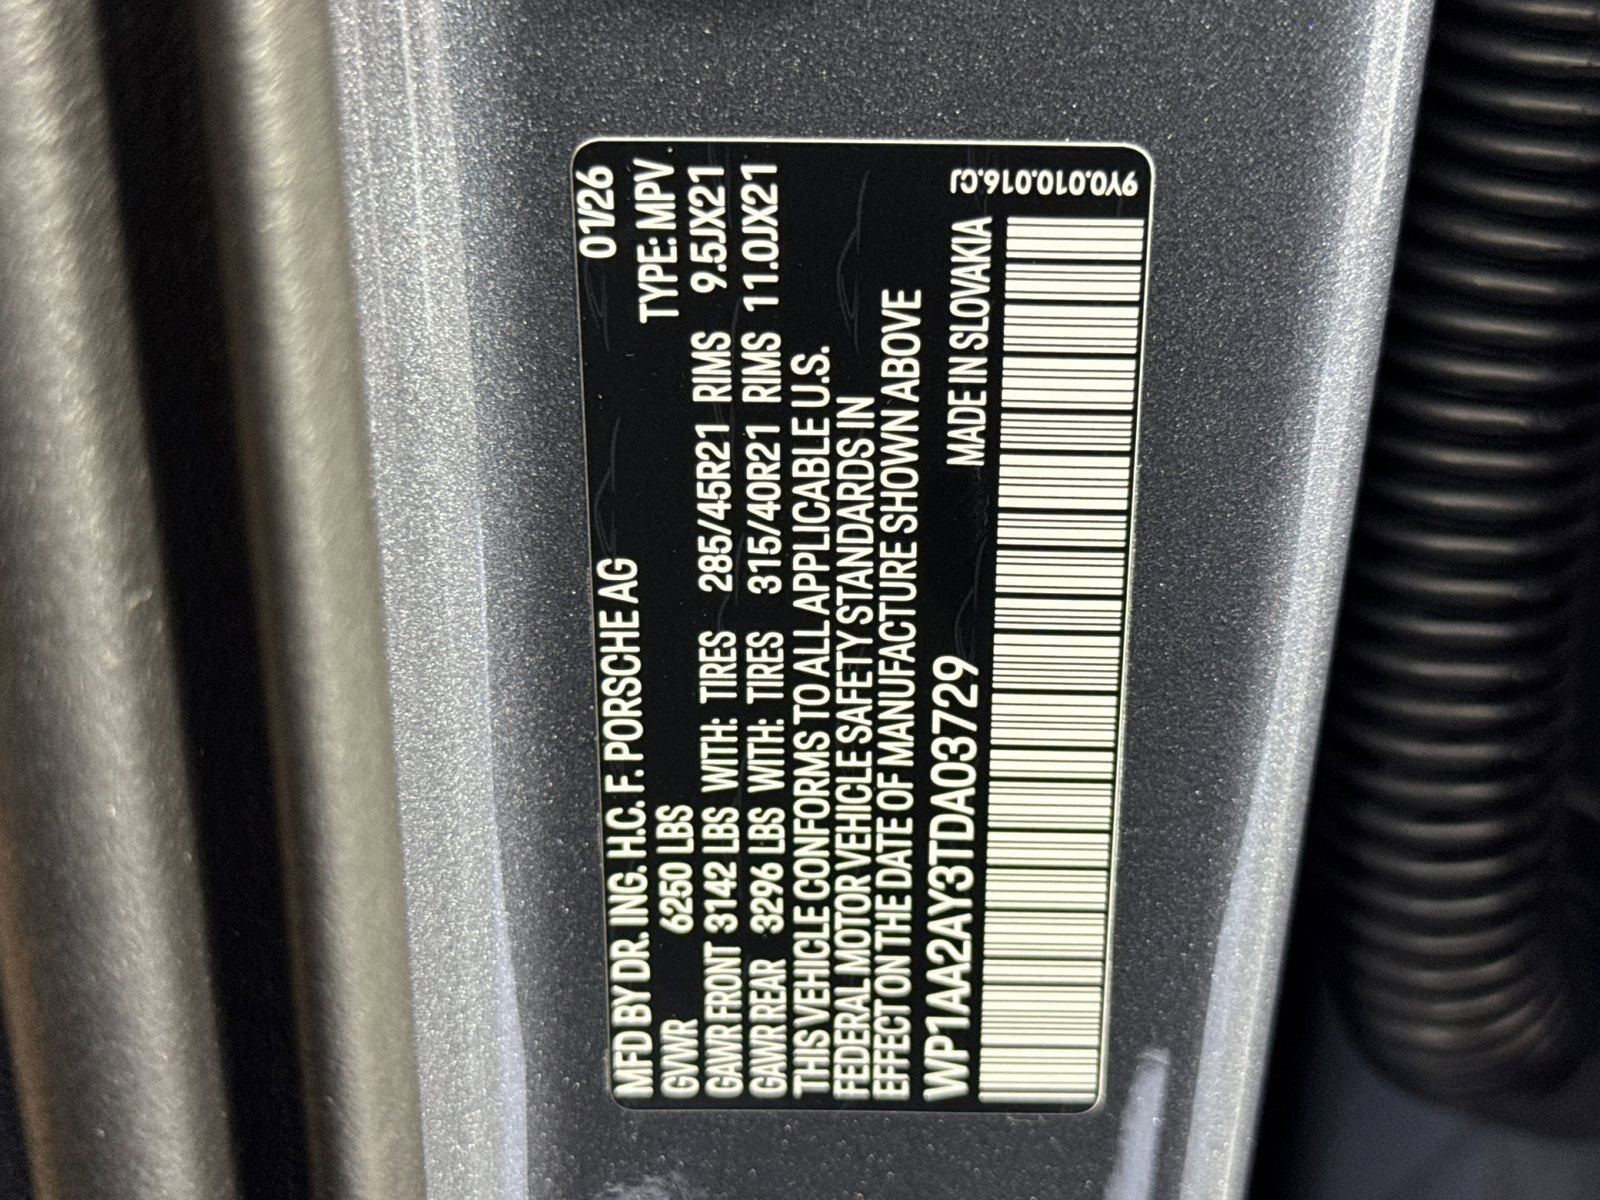 MFD BY DR. ING. H.C. F. PORSCHE AG 01/26
GVWR 6250 LBS TYPE: MPV
GAWR FRONT 3142 LBS WITH: TIRES 285/45R21 RIMS 9.5JX21
GAWR REAR 3296 LBS WITH: TIRES 315/40R21 RIMS 11.0JX21
THIS VEHICLE CONFORMS TO ALL APPLICABLE U.S.
FEDERAL MOTOR VEHICLE SAFETY STANDARDS IN
EFFECT ON THE DATE OF MANUFACTURE SHOWN ABOVE
WP1AA2AY3TDA03729 MADE IN SLOVAKIA
9Y0.010.016.CJ